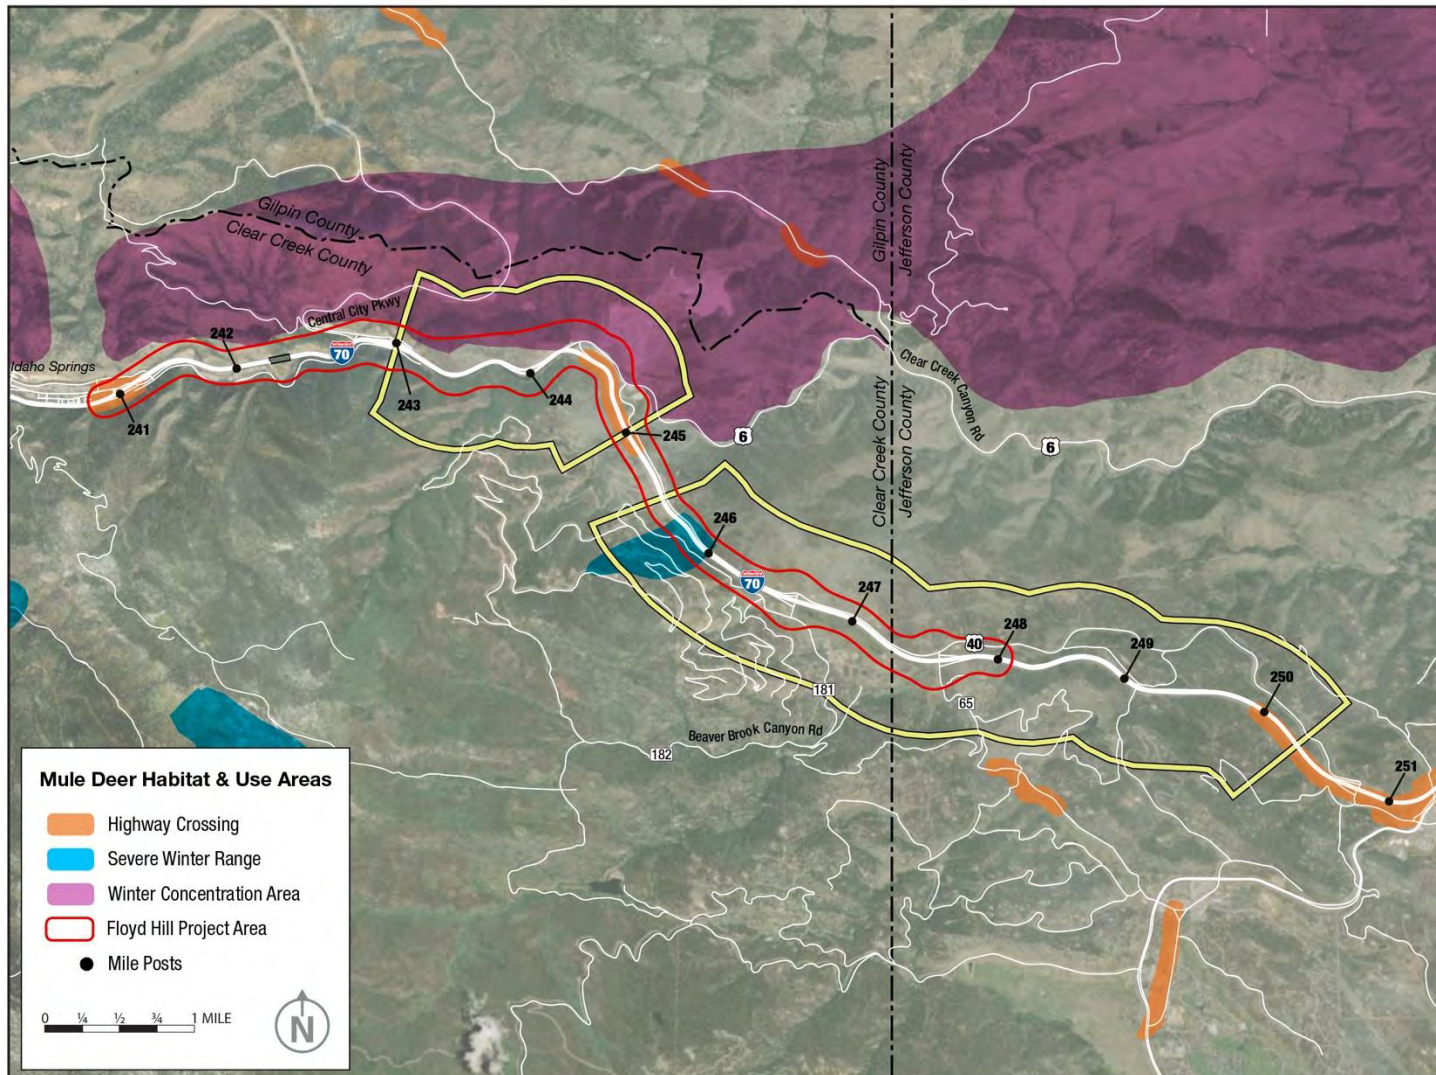 Gilpin County
Clear Creek County
Gilpin County
Jefferson County
Central City Pkwy
242
70
Idaho Springs
241
243
244
245
6
Clear Creek Canyon Rd
6
Clear Creek County
Jefferson County
246
70
247
40
248
249
250
181
65
Beaver Brook Canyon Rd
182
251
Mule Deer Habitat & Use Areas
Highway Crossing
Severe Winter Range
Winter Concentration Area
Floyd Hill Project Area
Mile Posts
0 ¼ ½ ¾ 1 MILE
N